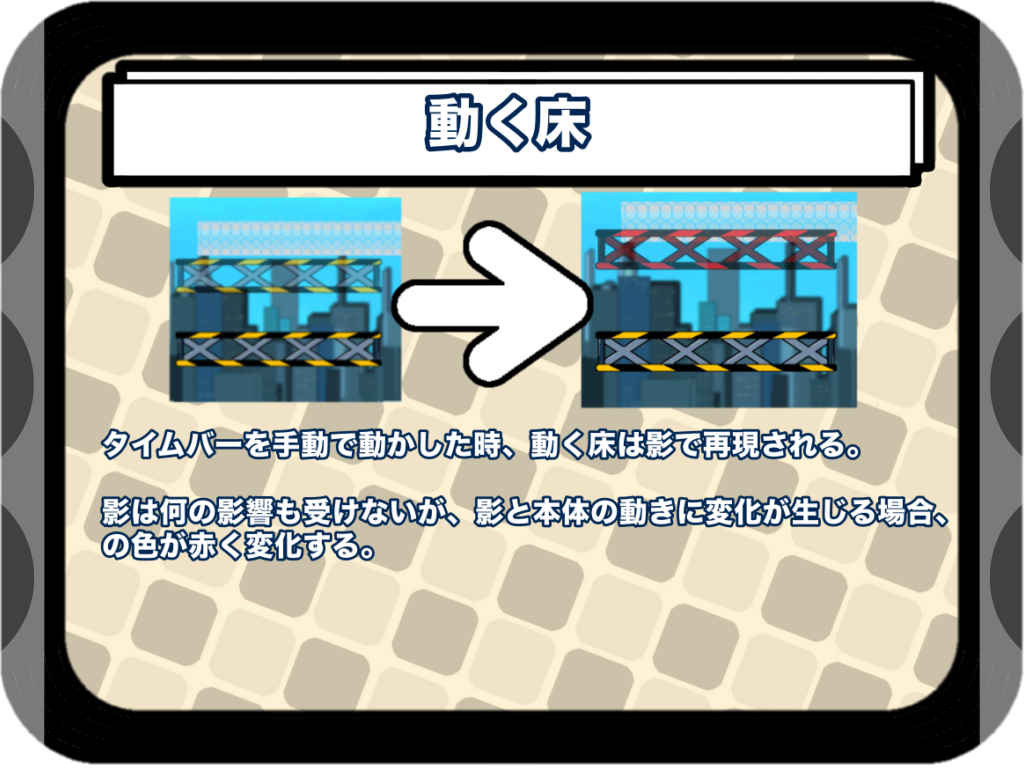 動く床
タイムバーを手動で動かした時、動く床は影で再現される。
影は何の影響も受けないが、影と本体の動きに変化が生じる場合、
の色が赤く変化する。